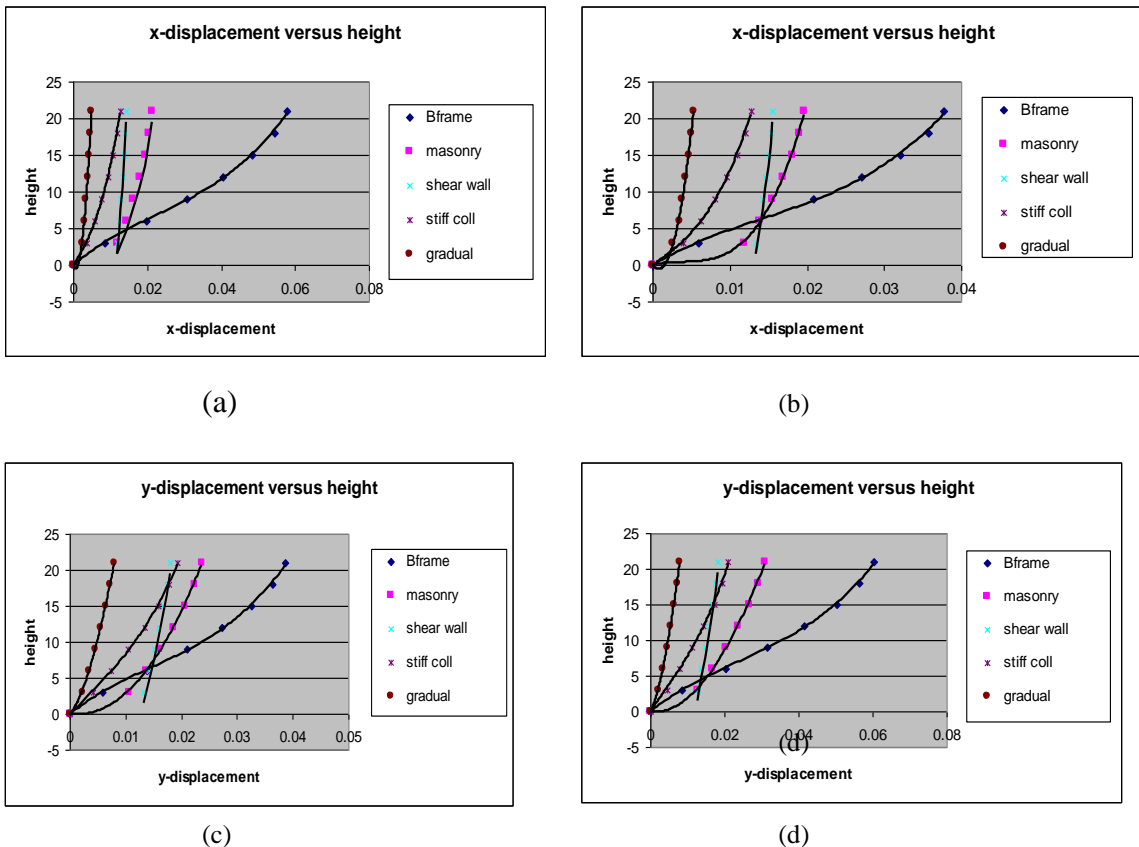 x-displacement versus height
25
20
15
10
5
0
-5
0 0.02 0.04 0.06 0.08
height
x-displacement
Bframe
masonry
shear wall
stiff coll
gradual
(a)
x-displacement versus height
25
20
15
10
5
0
-5
0 0.01 0.02 0.03 0.04
height
x-displacement
Bframe
masonry
shear wall
stiff coll
gradual
(b)
y-displacement versus height
25
20
15
10
5
0
-5
0 0.01 0.02 0.03 0.04 0.05
height
y-displacement
Bframe
masonry
shear wall
stiff coll
gradual
(c)
y-displacement versus height
25
20
15
10
5
0
-5
0 0.02 0.04 0.06 0.08
height
(d)
y-displacement
Bframe
masonry
shear wall
stiff coll
gradual
(d)